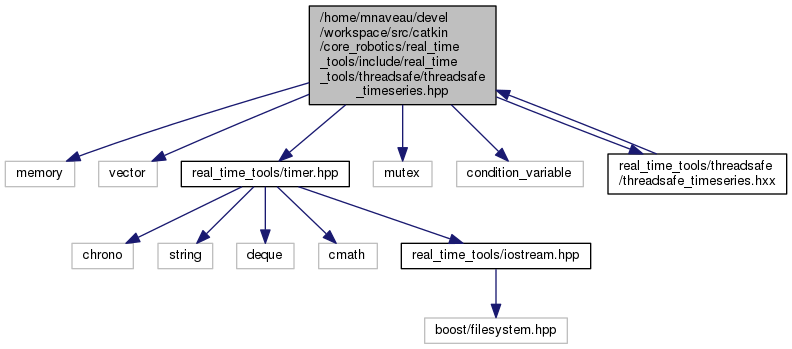 /home/mnaveau/devel
/workspace/src/catkin
/core_robotics/real_time
_tools/include/real_time
_tools/threadsafe/threadsafe
_timeseries.hpp
memory
vector
real_time_tools/timer.hpp
mutex
condition_variable
real_time_tools/threadsafe
/threadsafe_timeseries.hxx
chrono
string
deque
cmath
real_time_tools/iostream.hpp
boost/filesystem.hpp